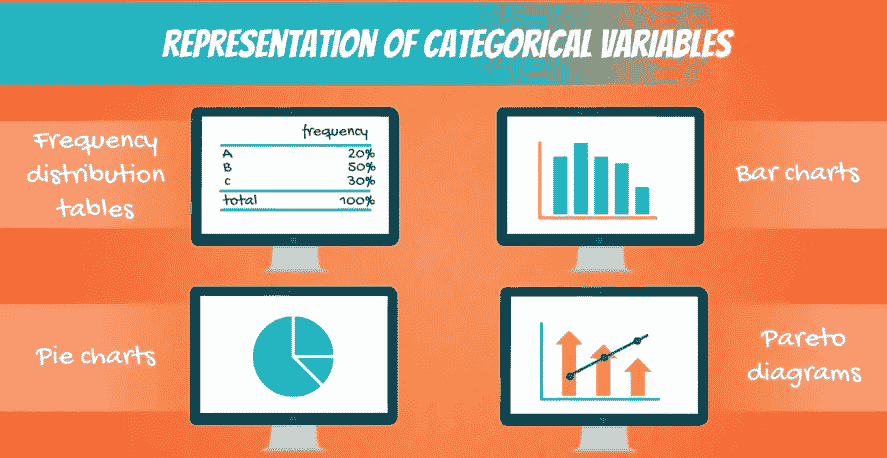 REPRESENTATION OF CATEGORICAL VARIABLES
Frequency
distribution
tables
frequency
A 20%
B 50%
C 30%
total 100%
Bar charts
Pie charts
Pareto
diagrams